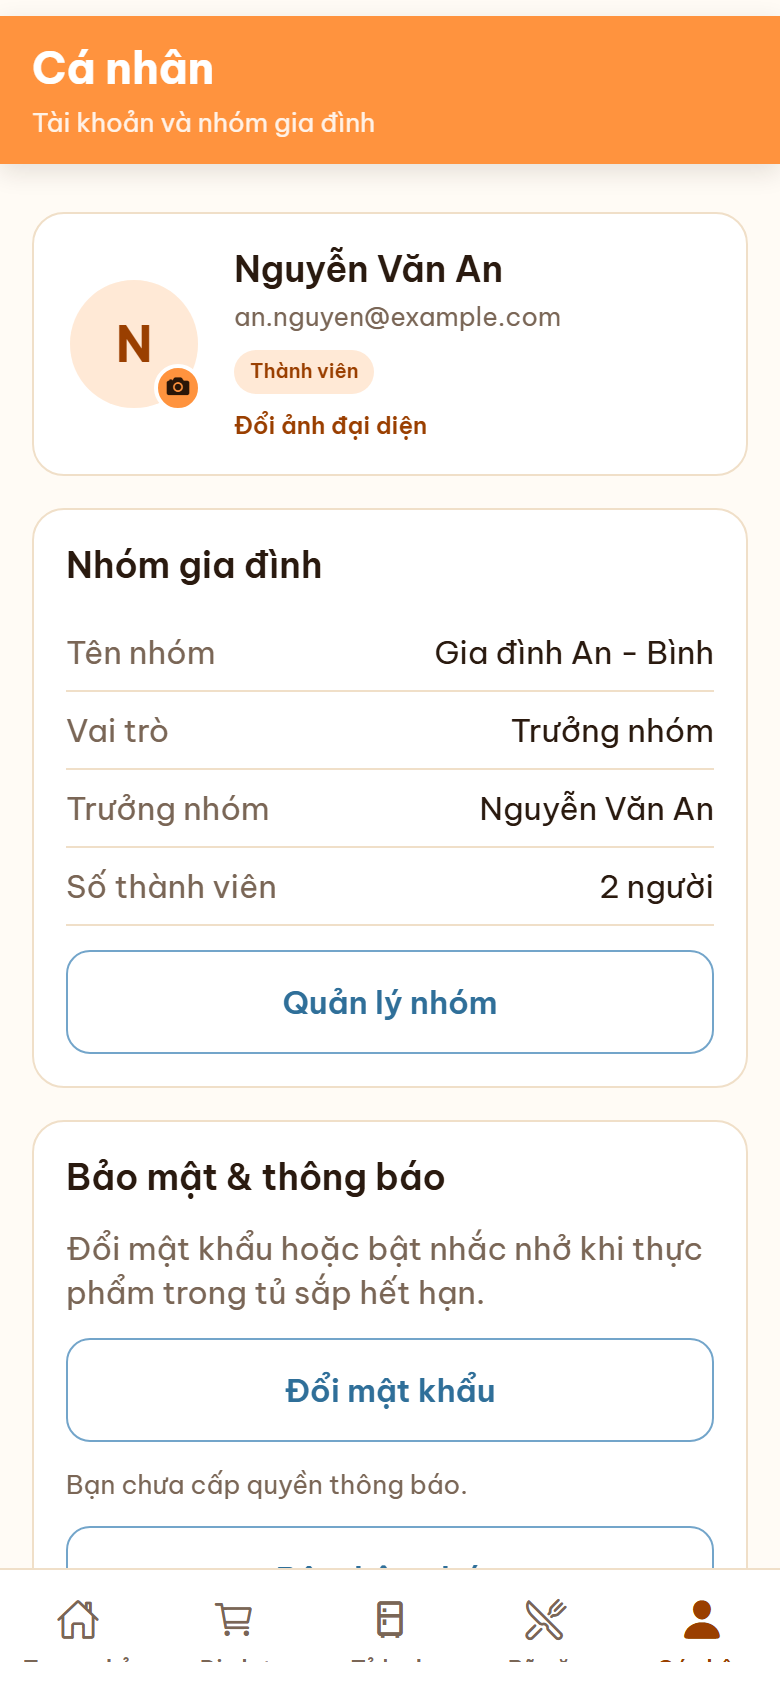 Cá nhân
Tài khoản và nhóm gia đình
N
Nguyễn Văn An
an.nguyen@example.com
Thành viên
Đổi ảnh đại diện
Nhóm gia đình
Tên nhóm Gia đình An - Bình
Vai trò Trưởng nhóm
Trưởng nhóm Nguyễn Văn An
Số thành viên 2 người
Quản lý nhóm
Bảo mật & thông báo
Đổi mật khẩu hoặc bật nhắc nhở khi thực
phẩm trong tủ sắp hết hạn.
Đổi mật khẩu
Bạn chưa cấp quyền thông báo.